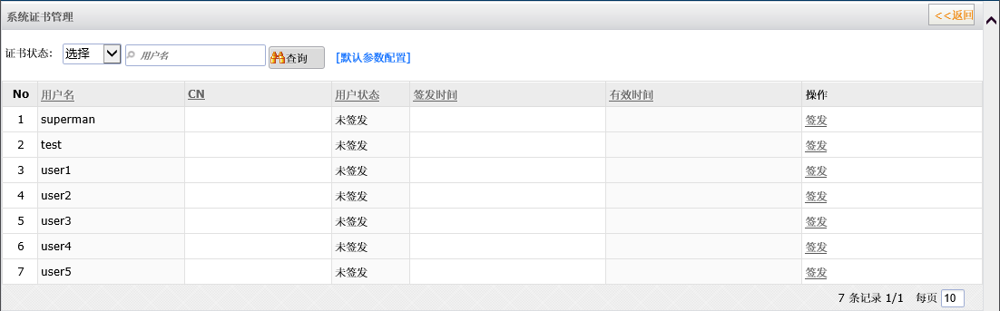 系统证书管理 <<返回
证书状态: 选择 用户名 查询 [默认参数配置]
No 用户名 CN 用户状态 签发时间 有效时间 操作
1 superman 未签发 签发
2 test 未签发 签发
3 user1 未签发 签发
4 user2 未签发 签发
5 user3 未签发 签发
6 user4 未签发 签发
7 user5 未签发 签发
7 条记录 1/1 每页 10